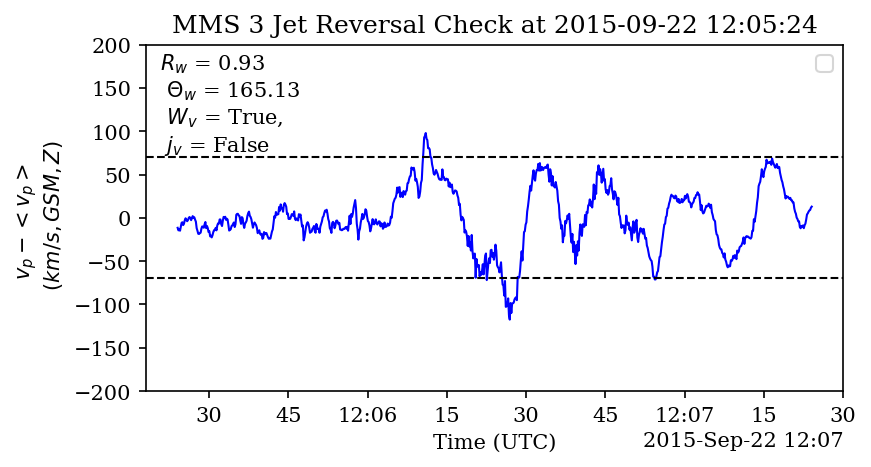 MMS 3 Jet Reversal Check at 2015-09-22 12:05:24
R_w = 0.93
Θ_w = 165.13
W_v = True,
j_v = False
v_p − < v_p >
(km/s, GSM, Z)
200
150
100
50
0
−50
−100
−150
−200
30 45 12:06 15 30 45 12:07 15 30
Time (UTC) 2015-Sep-22 12:07